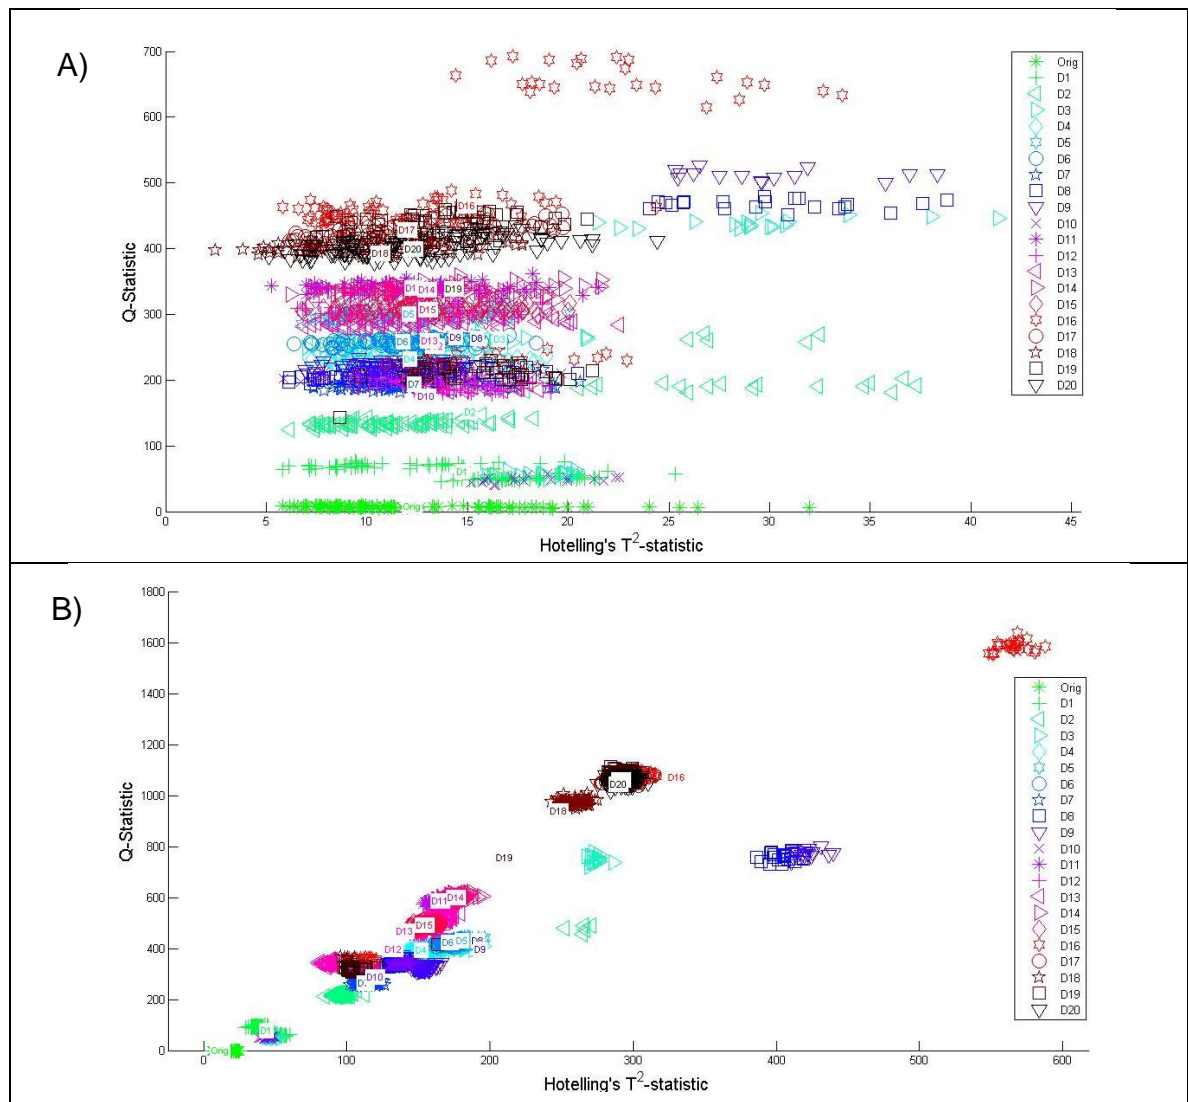 A)
700
600
500
400
300
200
100
0
Q-Statistic
0 5 10 15 20 25 30 35 40 45
Hotelling's T²-statistic
D16
D17
D18 D20
D1 D14 D19
D5 D15
D6 D13 D9 D8 D3
D4
D7
D10
D2
D1
Orig
Orig
D1
D2
D3
D4
D5
D6
D7
D8
D9
D10
D11
D12
D13
D14
D15
D16
D17
D18
D19
D20
B)
1800
1600
1400
1200
1000
800
600
400
200
0
Q-Statistic
0 100 200 300 400 500 600
Hotelling's T²-statistic
D20 D16
D18
D19
D11 D14
D15
D13
D12 D4 D6 D5
D9
D10
D1
Orig
Orig
D1
D2
D3
D4
D5
D6
D7
D8
D9
D10
D11
D12
D13
D14
D15
D16
D17
D18
D19
D20